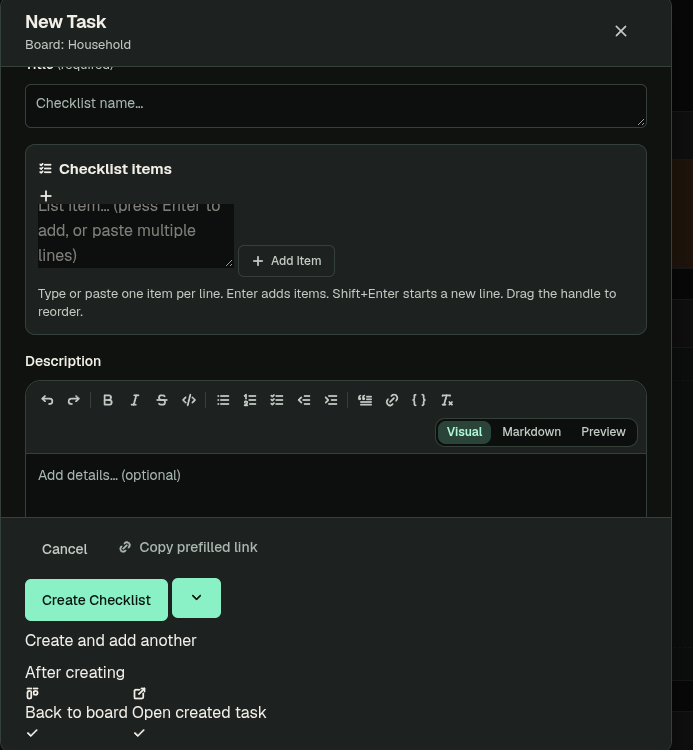 New Task
Board: Household
Title (required)
Checklist name...
Checklist items
List item... (press Enter to
add, or paste multiple
lines)
Add Item
Type or paste one item per line. Enter adds items. Shift+Enter starts a new line. Drag the handle to
reorder.
Description
Visual Markdown Preview
Add details... (optional)
Cancel
Copy prefilled link
Create Checklist
Create and add another
After creating
Back to board Open created task